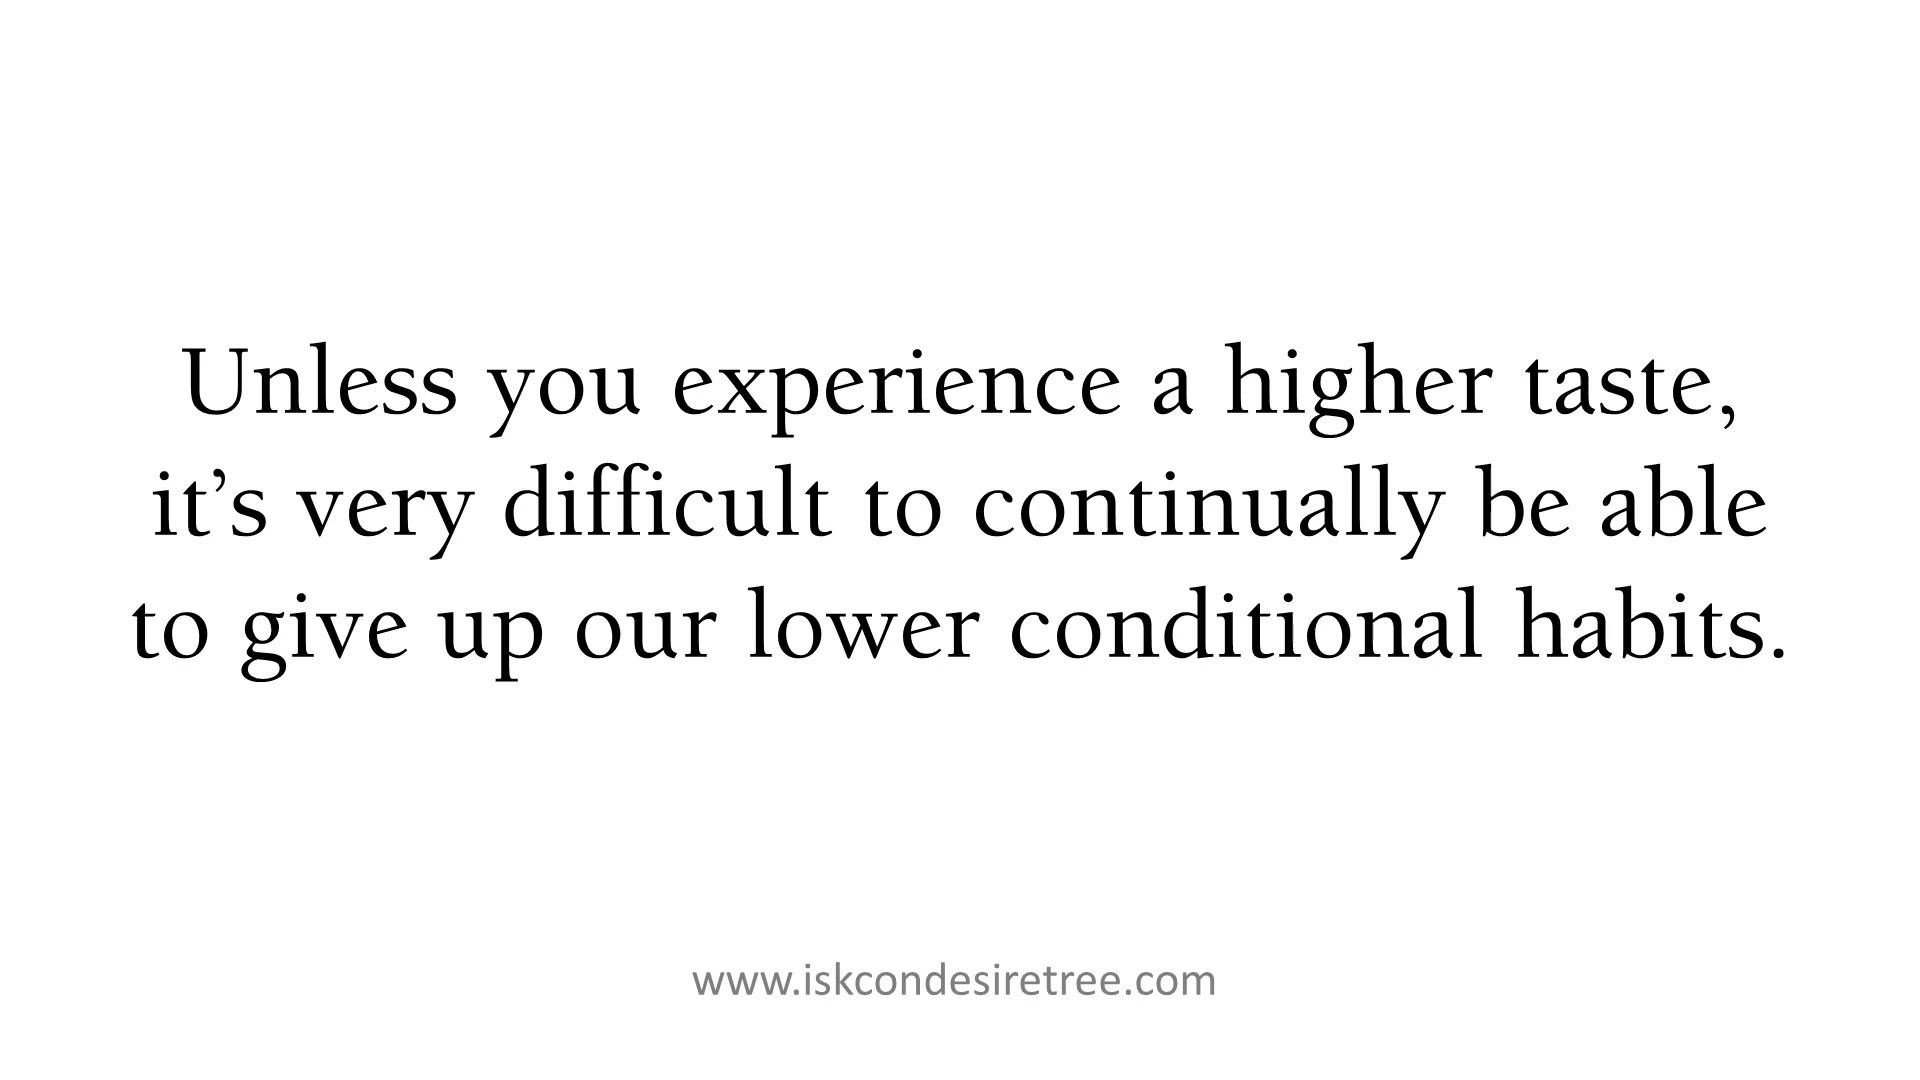 Unless you experience a higher taste,
it’s very difficult to continually be able
to give up our lower conditional habits.
www.iskcondesiretree.com